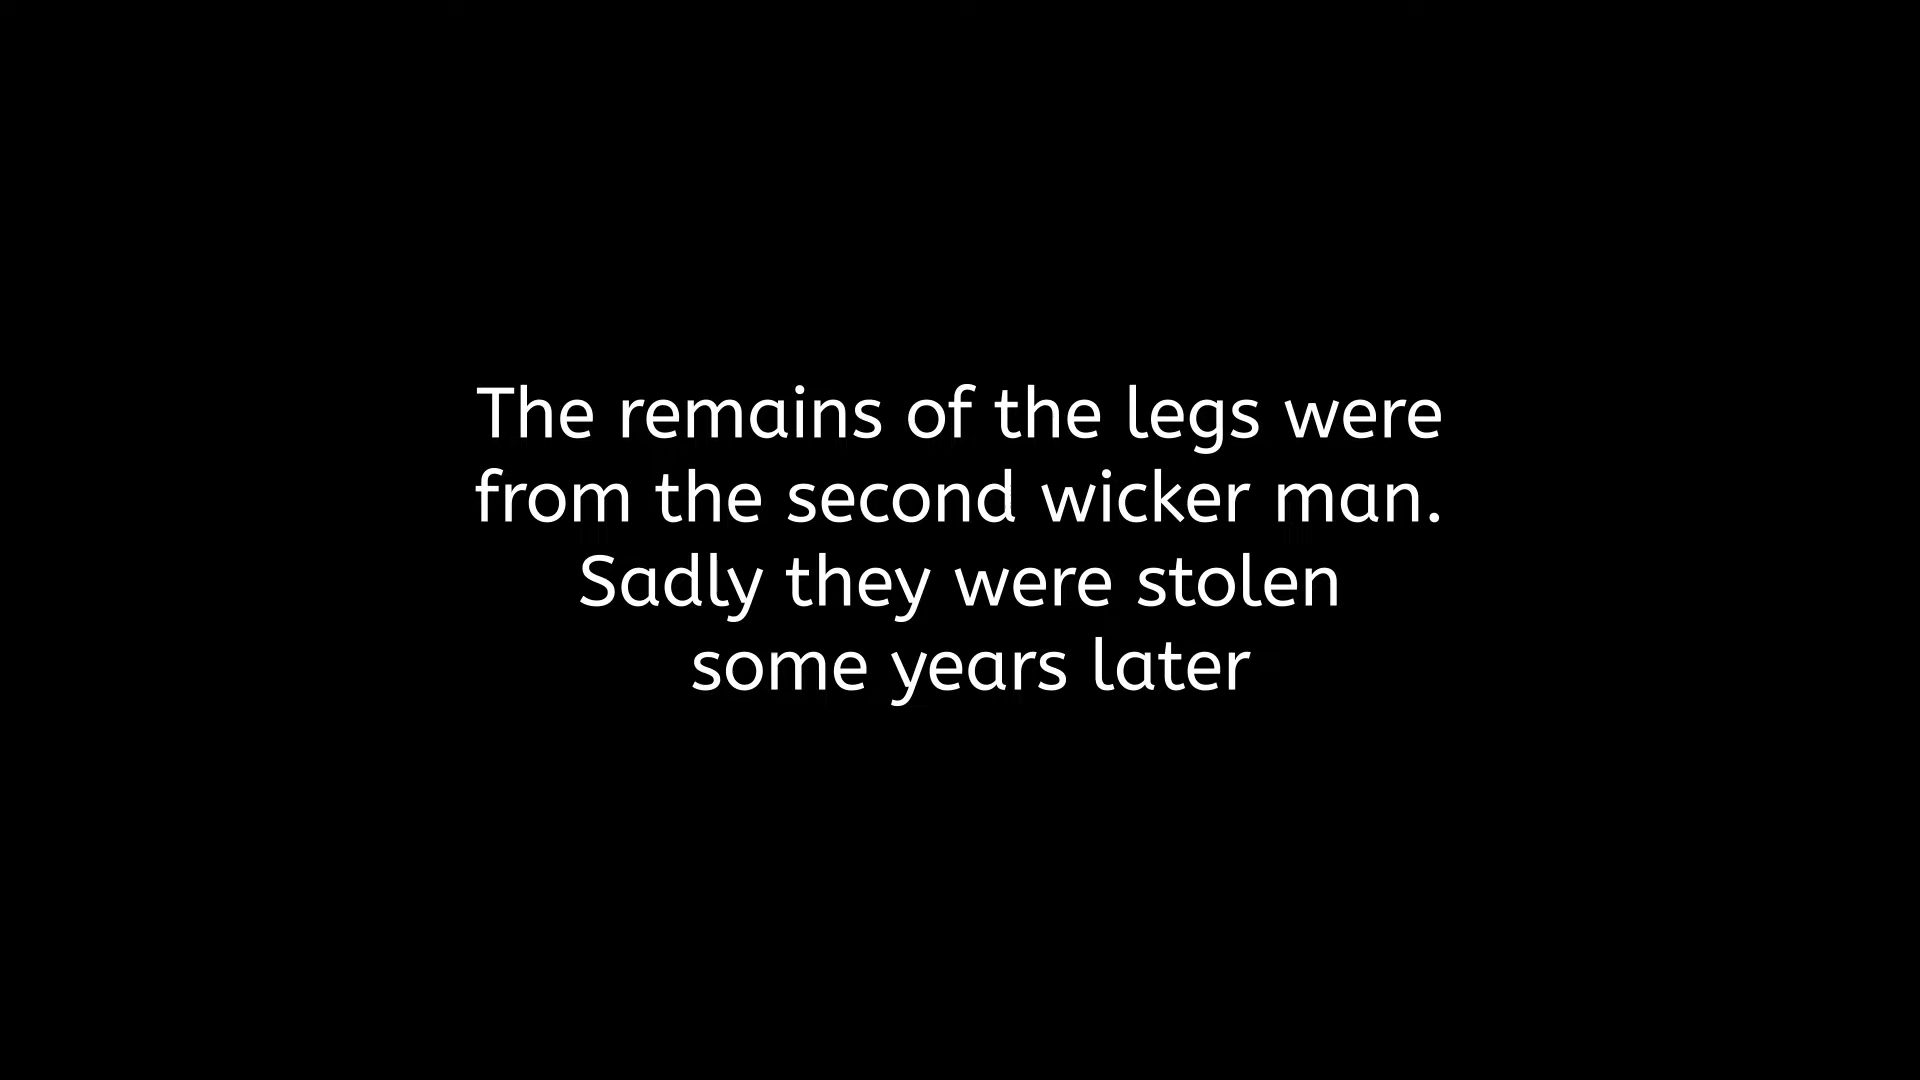 The remains of the legs were
from the second wicker man.
Sadly they were stolen
some years later